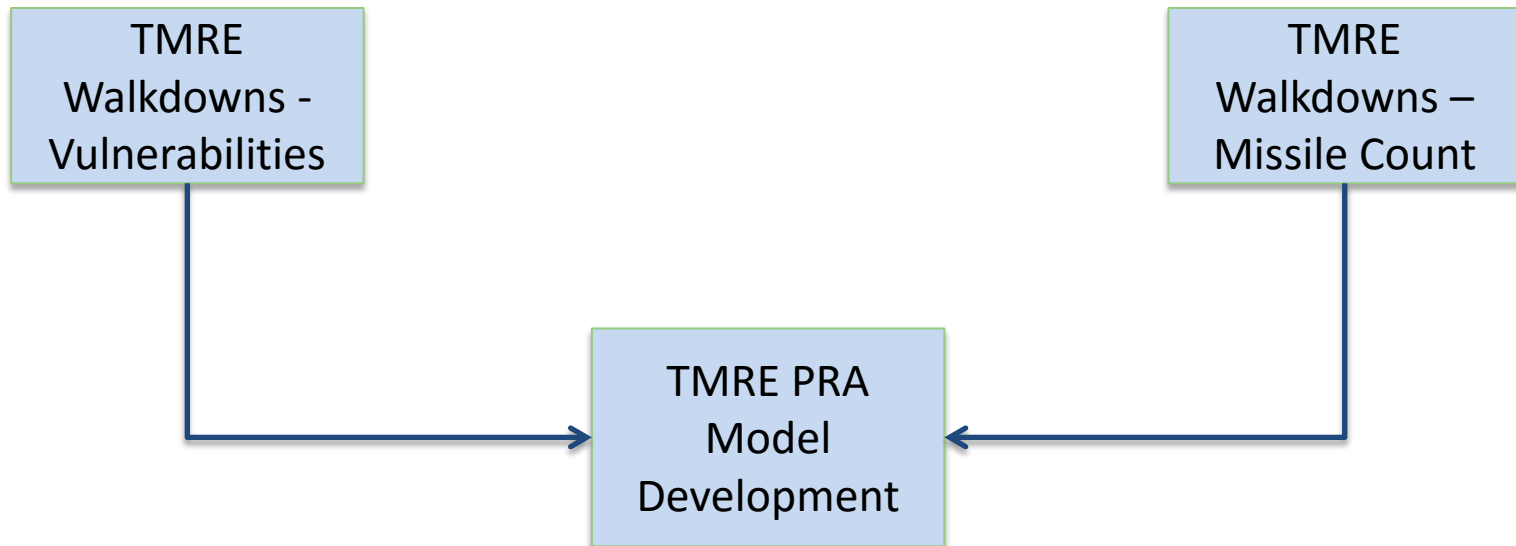 TMRE
Walkdowns -
Vulnerabilities
TMRE
Walkdowns –
Missile Count
TMRE PRA
Model
Development